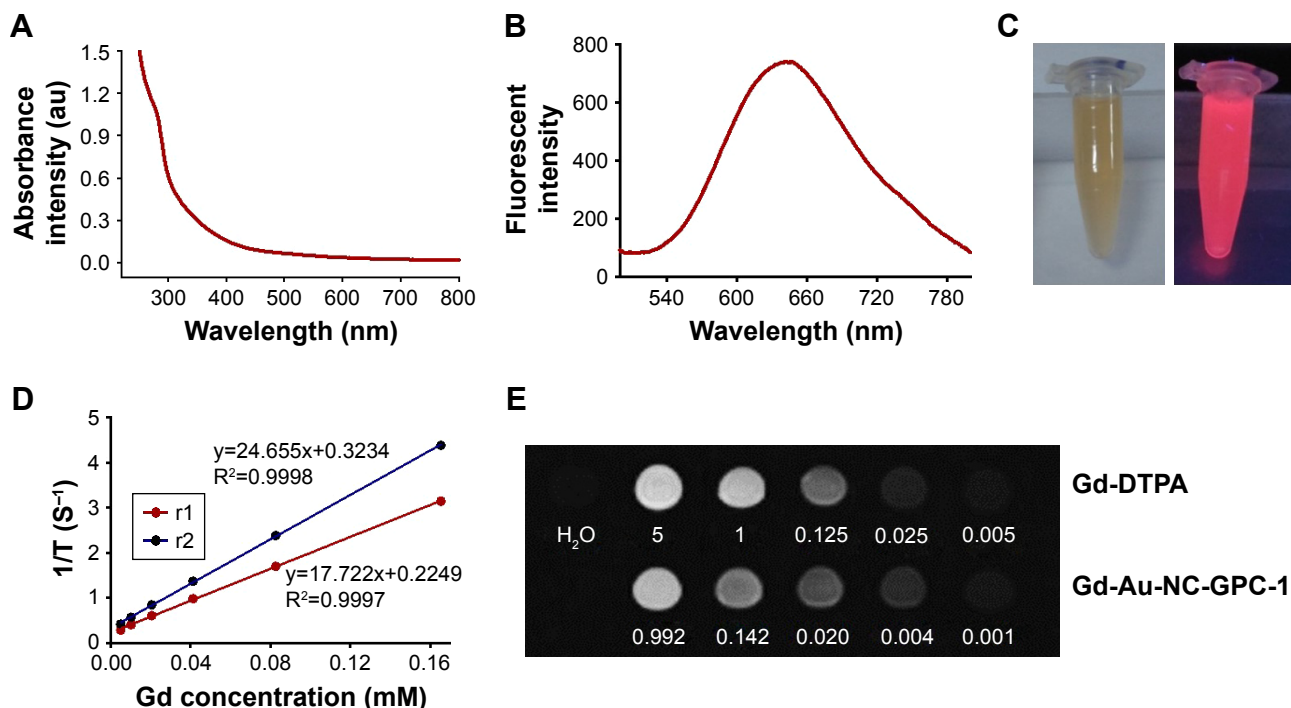 A
Absorbance
intensity (au)
1.5
1.2
0.9
0.6
0.3
0.0
300 400 500 600 700 800
Wavelength (nm)
B
Fluorescent
intensity
800
600
400
200
0
540 600 660 720 780
Wavelength (nm)
C
D
1/T (S⁻¹)
5
4
3
2
1
0
y=24.655x+0.3234
R²=0.9998
r1
r2
y=17.722x+0.2249
R²=0.9997
0.00 0.04 0.08 0.12 0.16
Gd concentration (mM)
E
Gd-DTPA
H₂O 5 1 0.125 0.025 0.005
Gd-Au-NC-GPC-1
0.992 0.142 0.020 0.004 0.001